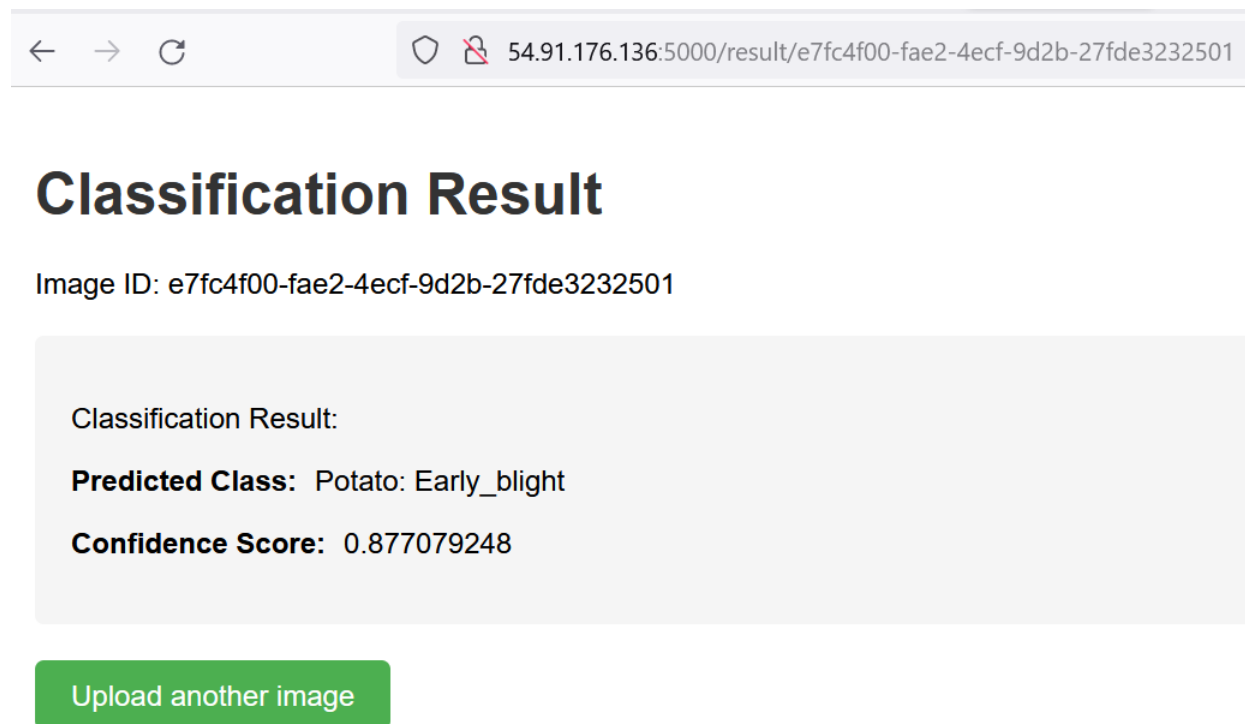 54.91.176.136:5000/result/e7fc4f00-fae2-4ecf-9d2b-27fde3232501
Classification Result
Image ID: e7fc4f00-fae2-4ecf-9d2b-27fde3232501
Classification Result:
Predicted Class: Potato: Early_blight
Confidence Score: 0.877079248
Upload another image